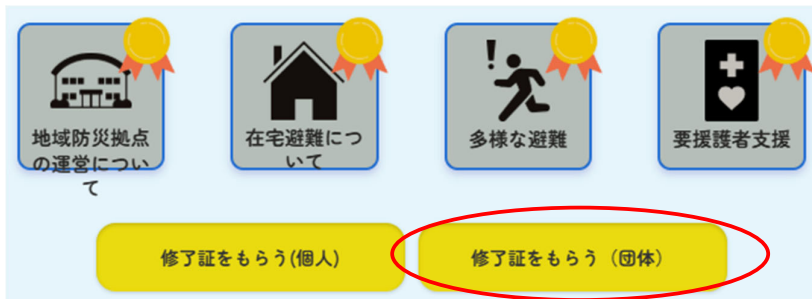 地域防災拠点
の運営につい
て
在宅避難につ
いて
多様な避難
要援護者支援
修了証をもらう(個人)
修了証をもらう（団体）